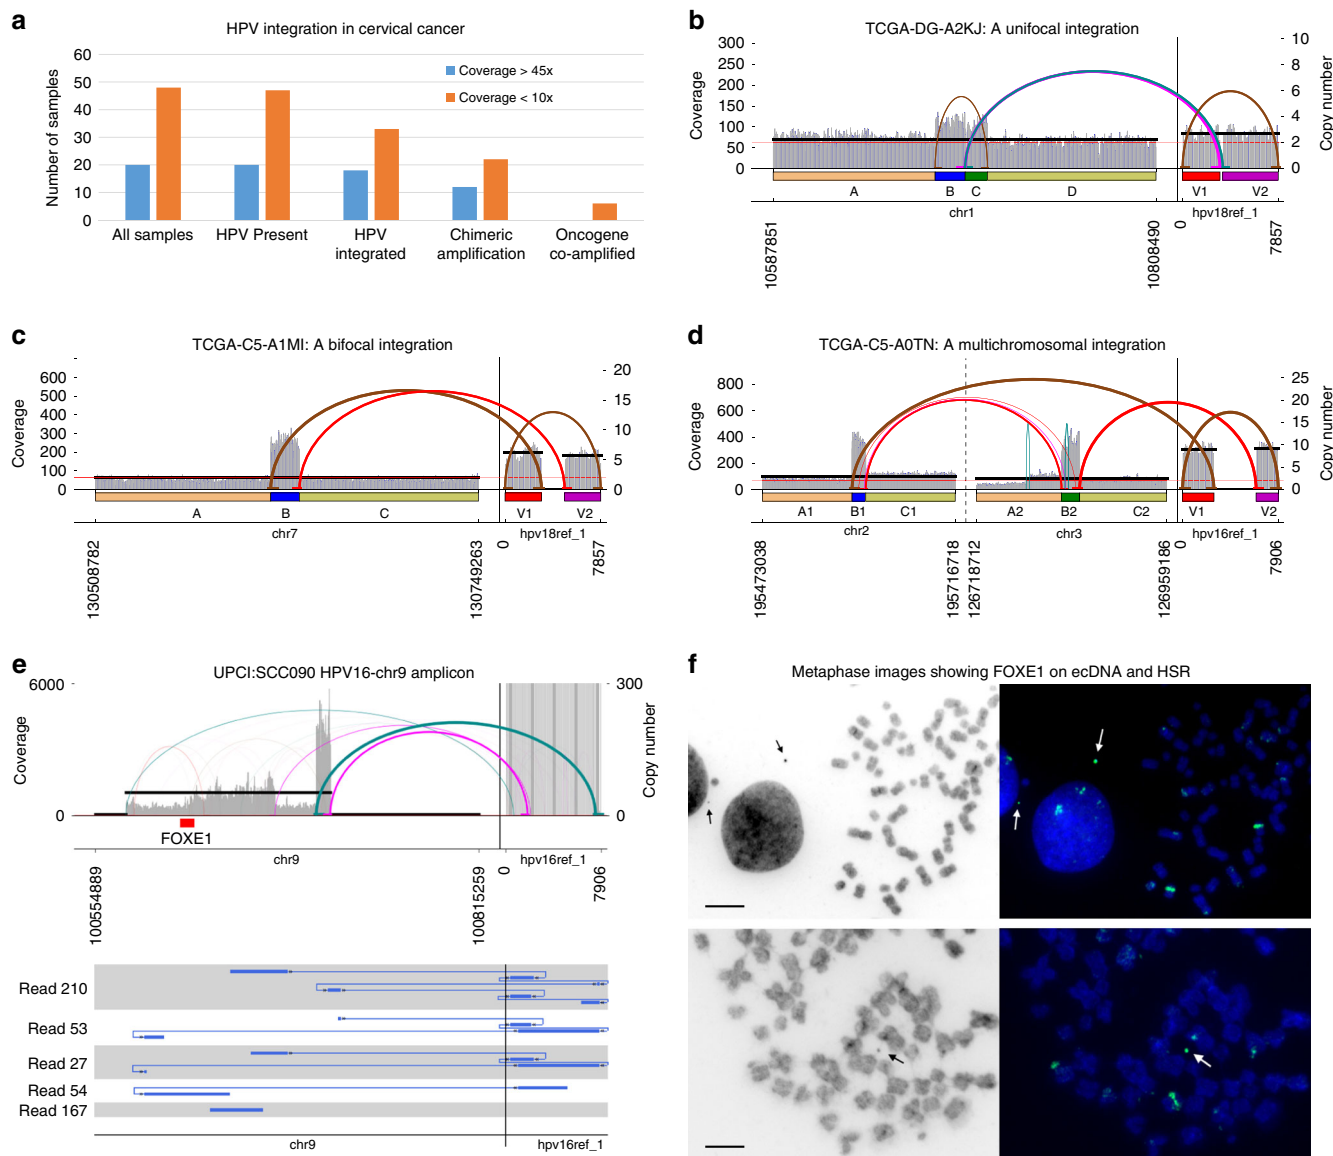 a
HPV integration in cervical cancer
Number of samples
60
50
40
30
20
10
0
Coverage > 45x
Coverage < 10x
All samples
HPV Present
HPV integrated
Chimeric amplification
Oncogene co-amplified
b
TCGA-DG-A2KJ: A unifocal integration
Coverage
300
250
200
150
100
50
0
10
8
6
4
2
0
Copy number
A
B
C
D
V1
V2
chr1
hpv18ref_1
10587851
10808490
0
7857
c
TCGA-C5-A1MI: A bifocal integration
Coverage
600
500
400
300
200
100
0
20
15
10
5
0
A
B
C
V1
V2
chr7
hpv18ref_1
130508782
130749263
0
7857
d
TCGA-C5-A0TN: A multichromosomal integration
Coverage
800
600
400
200
0
25
20
15
10
5
0
Copy number
A1
B1
C1
A2
B2
C2
V1
V2
chr2
chr3
hpv16ref_1
195473038
195716718
126718712
126959186
0
7906
e
UPCI:SCC090 HPV16-chr9 amplicon
Coverage
6000
0
300
0
Copy number
FOXE1
chr9
hpv16ref_1
100554889
100815259
0
7906
Read 210
Read 53
Read 27
Read 54
Read 167
chr9
hpv16ref_1
f
Metaphase images showing FOXE1 on ecDNA and HSR